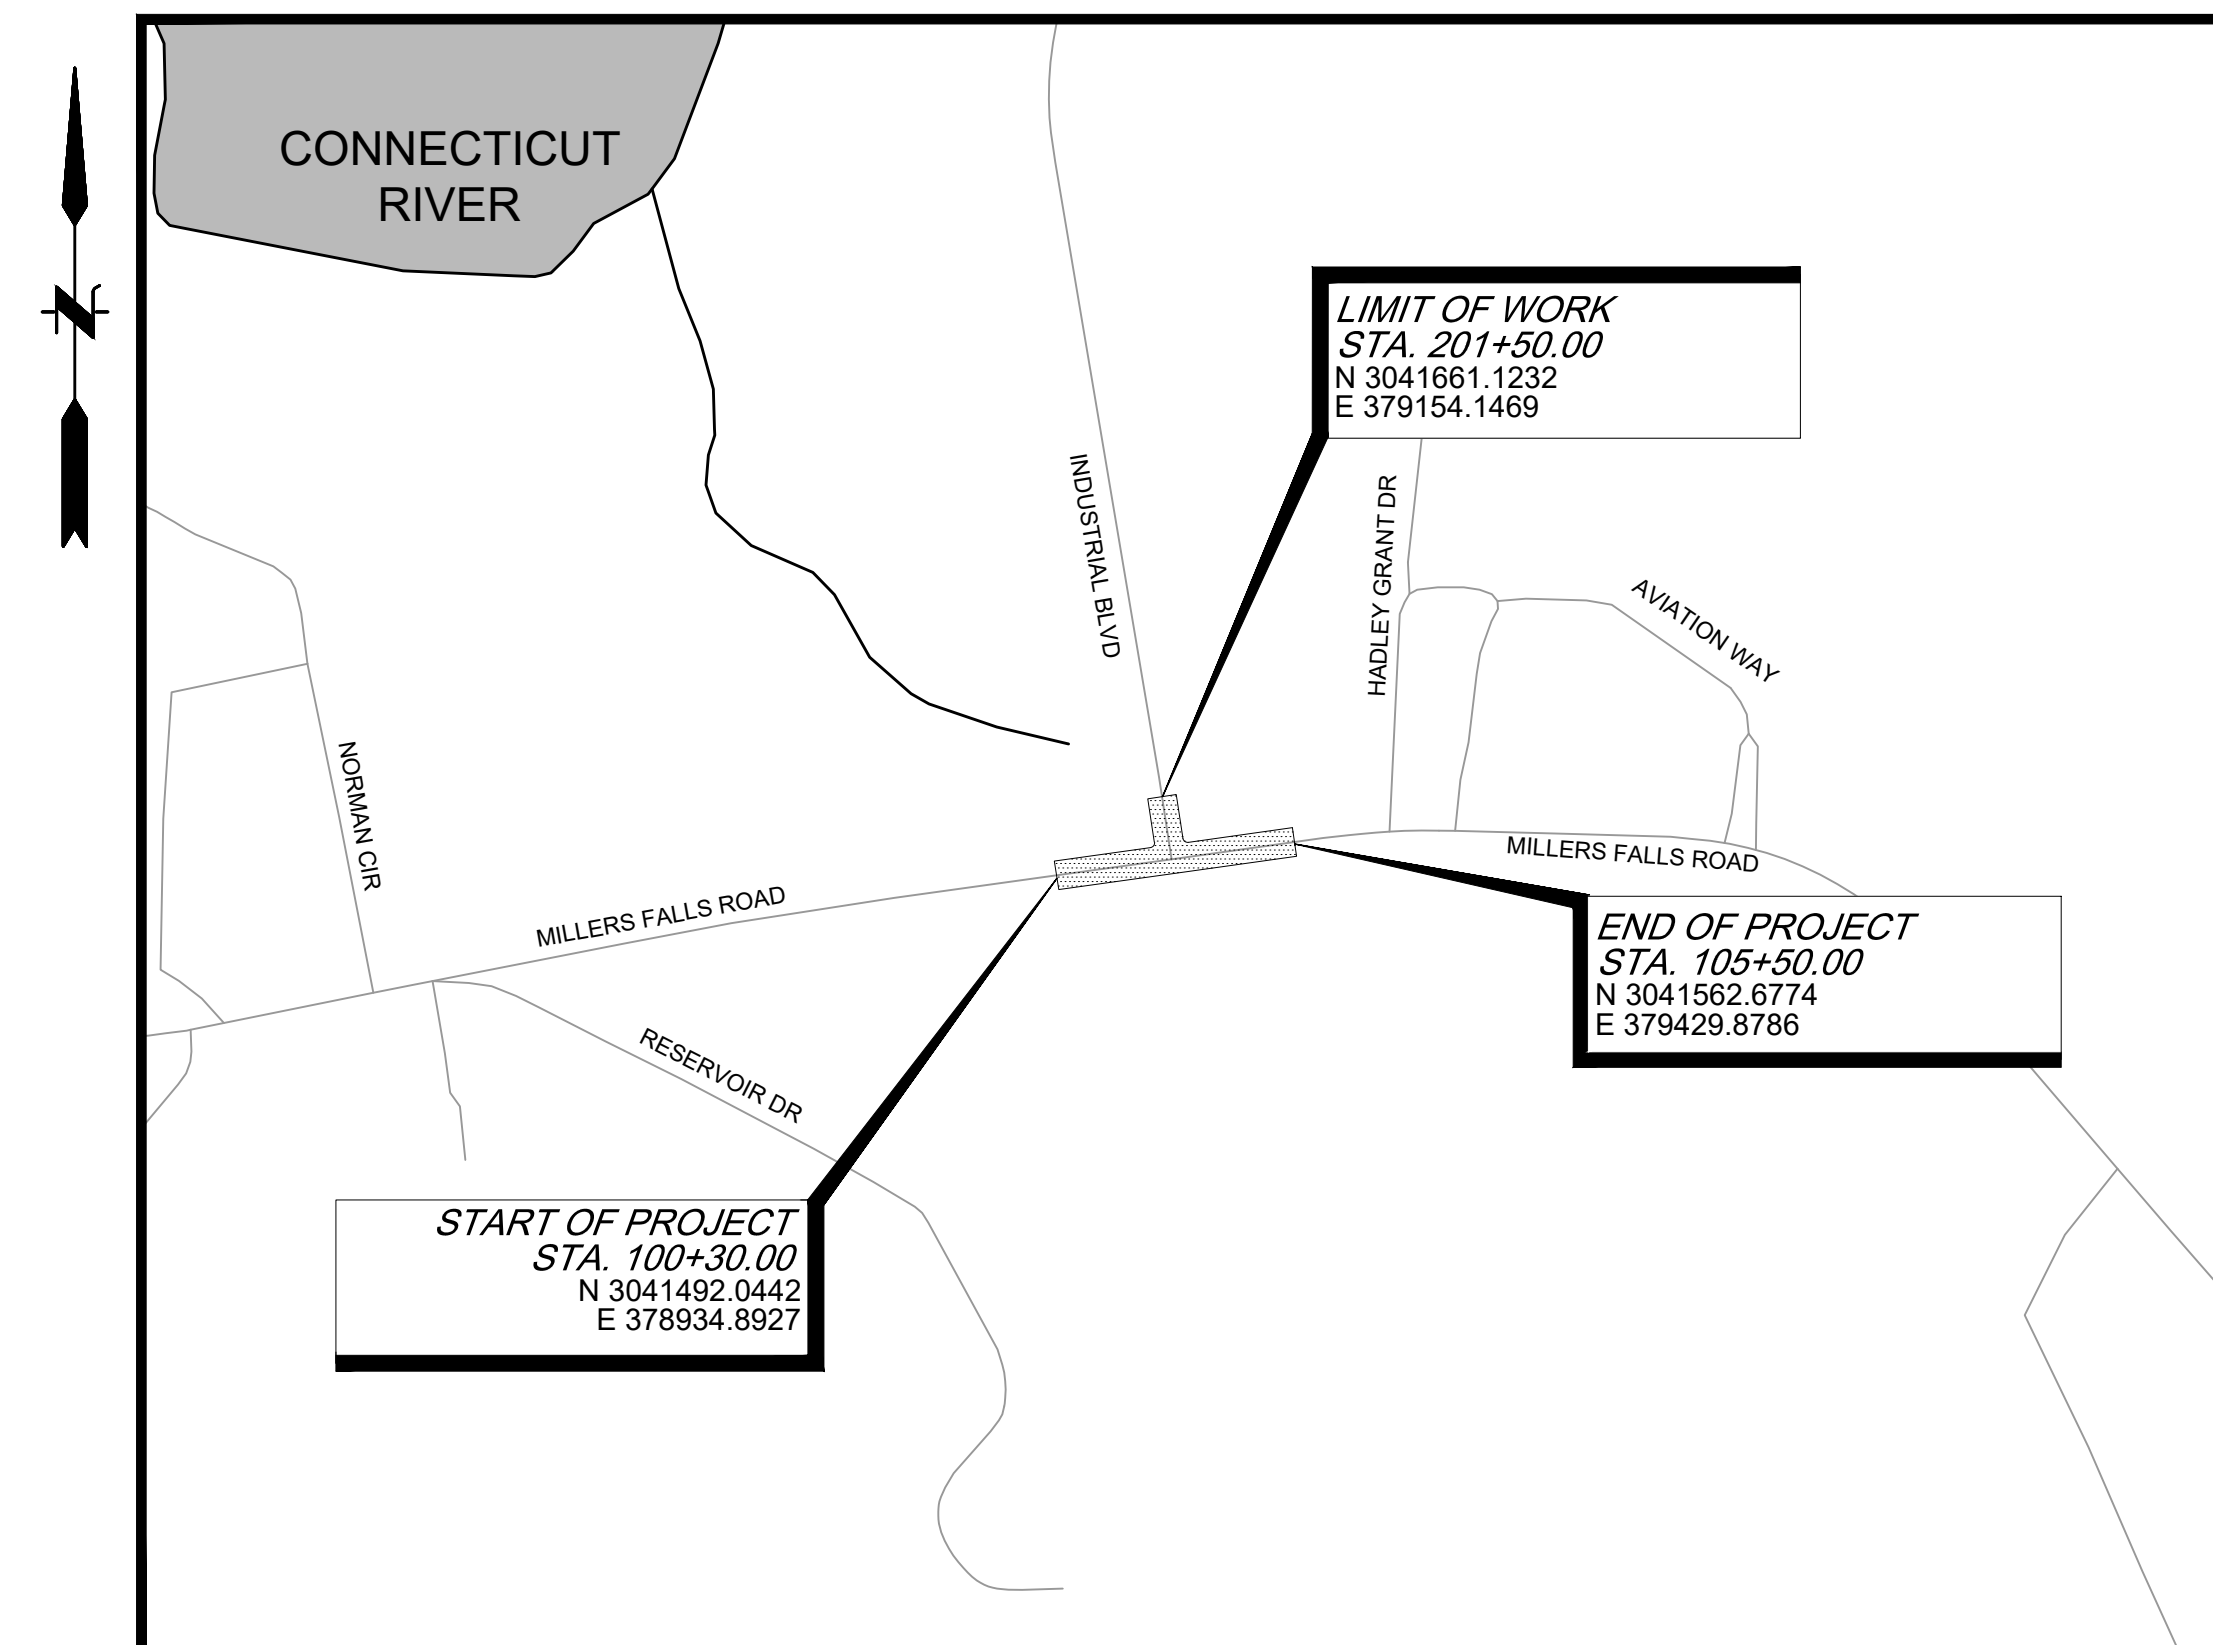 CONNECTICUT
RIVER
N
LIMIT OF WORK
STA. 201+50.00
N 3041661.1232
E 379154.1469
INDUSTRIAL BLVD
HADLEY GRANT DR
AVIATION WAY
NORMAN CIR
MILLERS FALLS ROAD
MILLERS FALLS ROAD
END OF PROJECT
STA. 105+50.00
N 3041562.6774
E 379429.8786
RESERVOIR DR
START OF PROJECT
STA. 100+30.00
N 3041492.0442
E 378934.8927